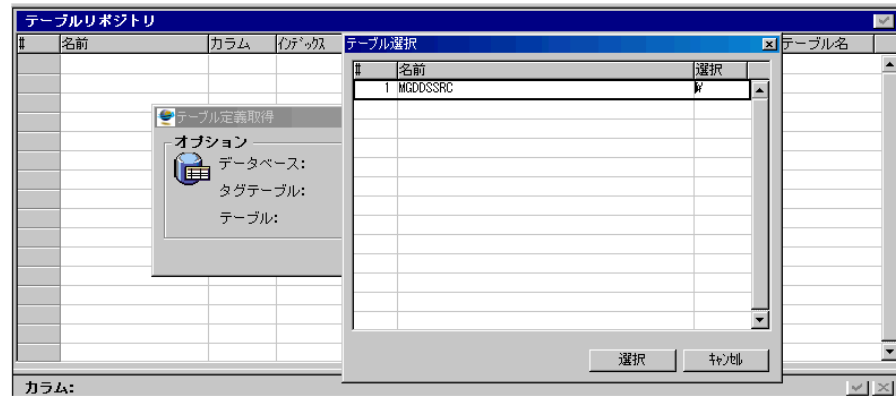 テーブルリポジトリ
# 名前 カラム インデックス テーブル名
テーブル選択
# 名前 選択
1 MGDDSSRC
テーブル定義取得
オプション
データベース:
タグテーブル:
テーブル:
選択 キャンセル
カラム: